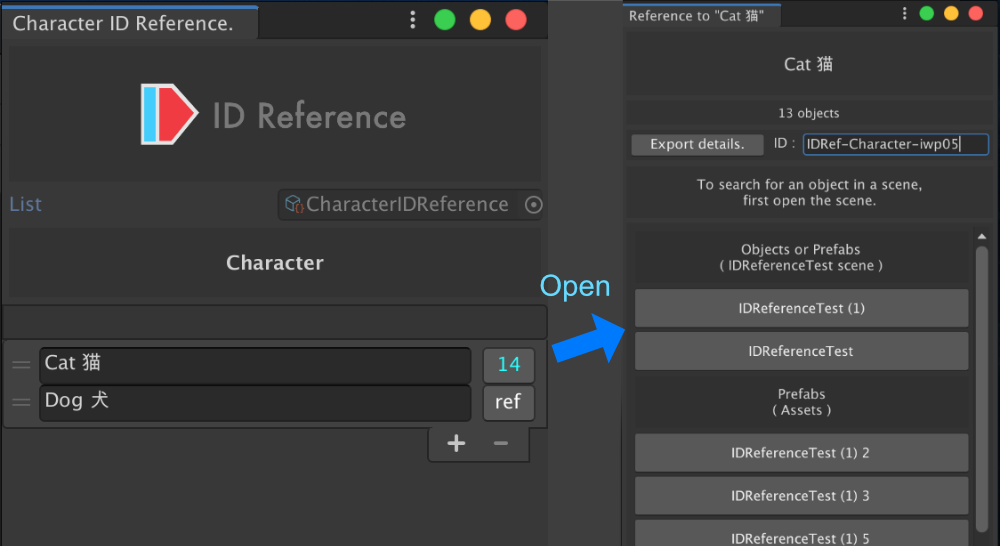 Character ID Reference.
ID Reference
List
CharacterIDReference
Character
Cat 猫
14
Dog 犬
ref
Open
Reference to "Cat 猫"
Cat 猫
13 objects
Export details.
ID :
IDRef-Character-iwp05
To search for an object in a scene,
first open the scene.
Objects or Prefabs
( IDReferenceTest scene )
IDReferenceTest (1)
IDReferenceTest
Prefabs
( Assets )
IDReferenceTest (1) 2
IDReferenceTest (1) 3
IDReferenceTest (1) 5